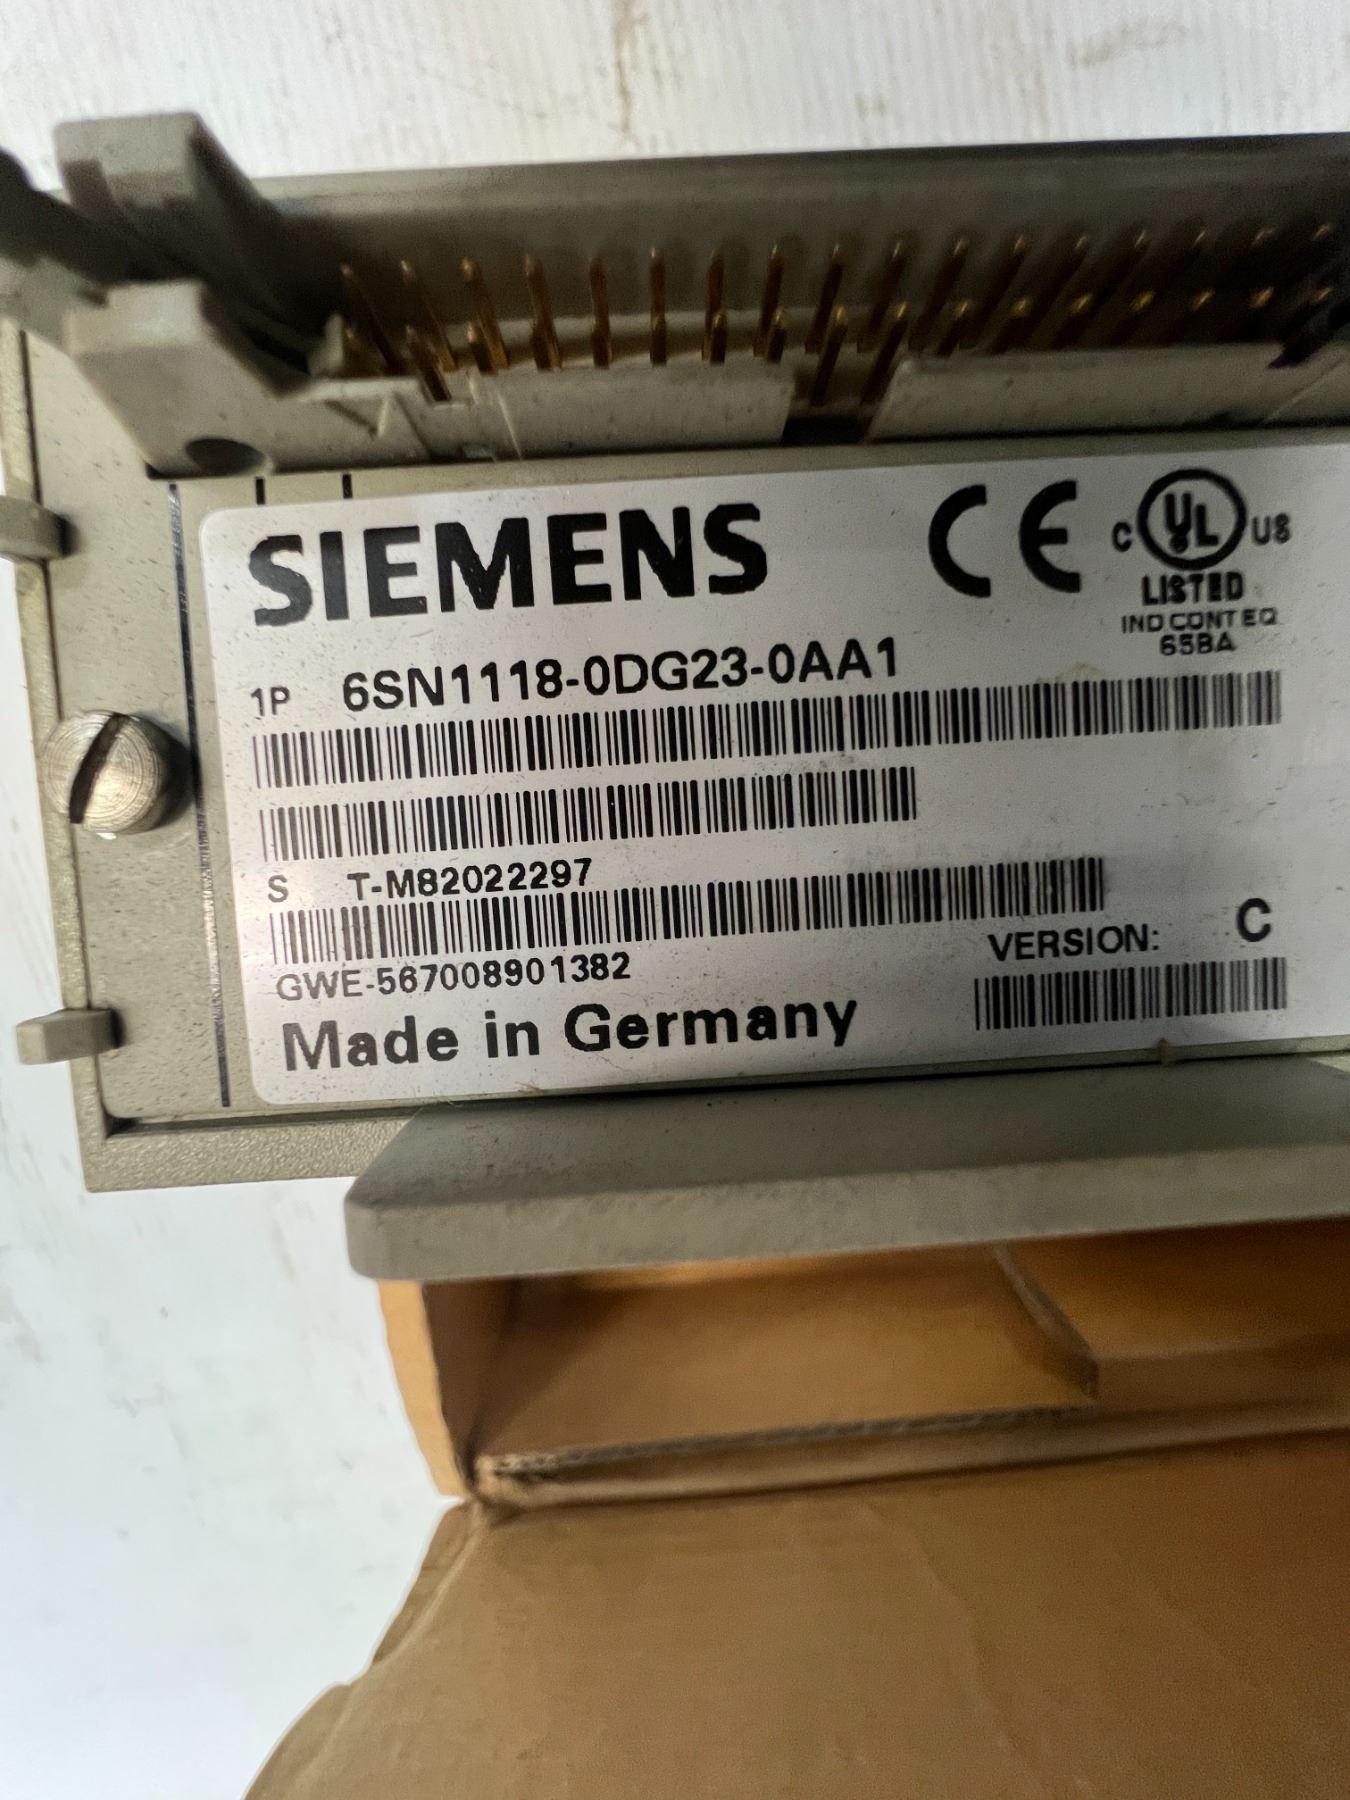 SIEMENS
CE
C UL US
LISTED
IND CONT EQ
65BA
1P 6SN1118-0DG23-0AA1
S T-M82022297
GWE-567008901382
VERSION: C
Made in Germany